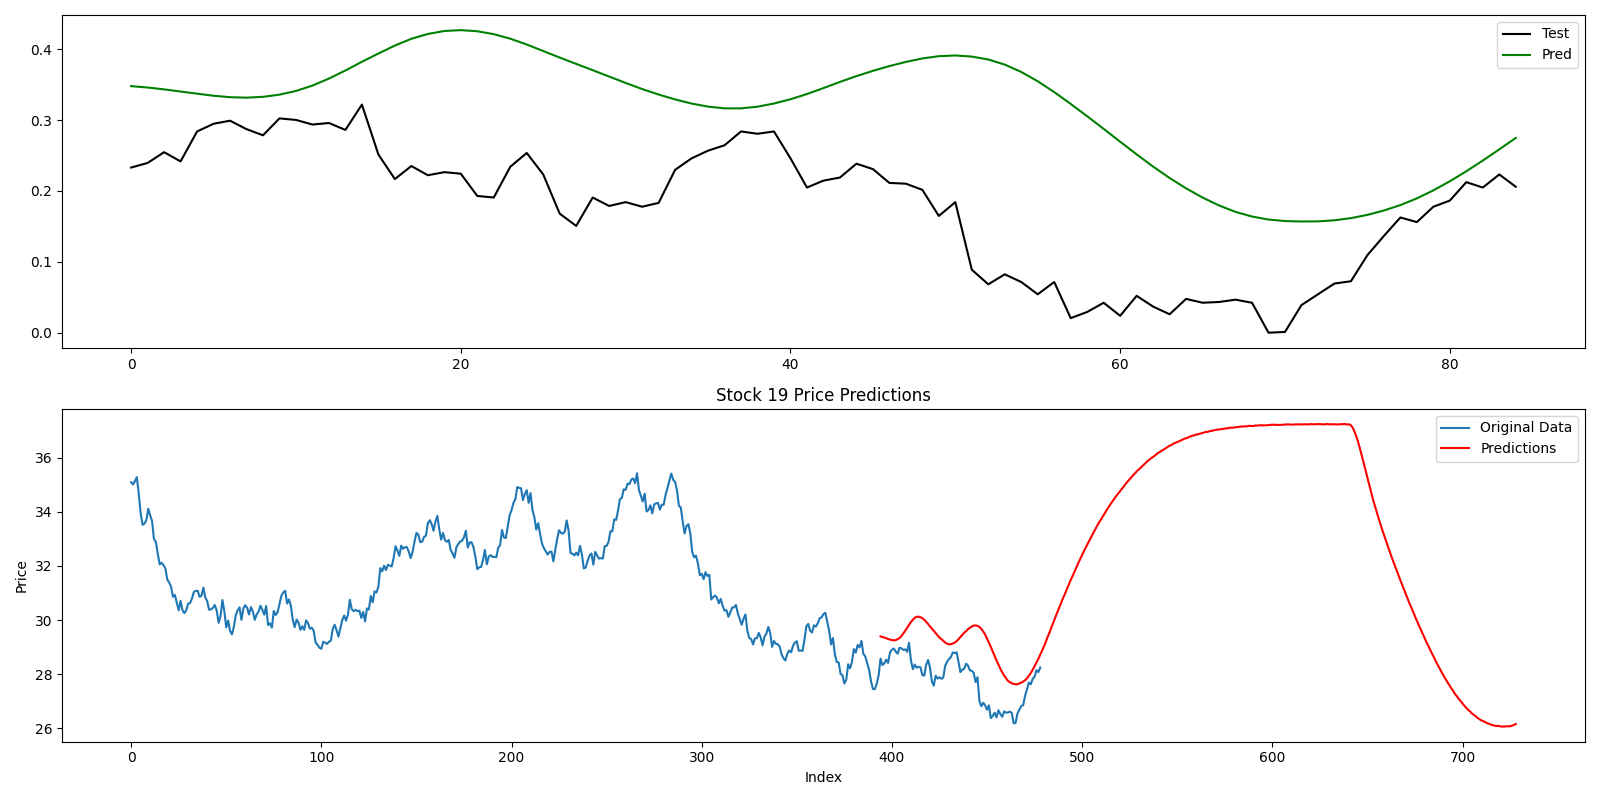 0.4
0.3
0.2
0.1
0.0
0 20 40 60 80
Test
Pred
Stock 19 Price Predictions
Price
36
34
32
30
28
26
0 100 200 300 400 500 600 700
Index
Original Data
Predictions